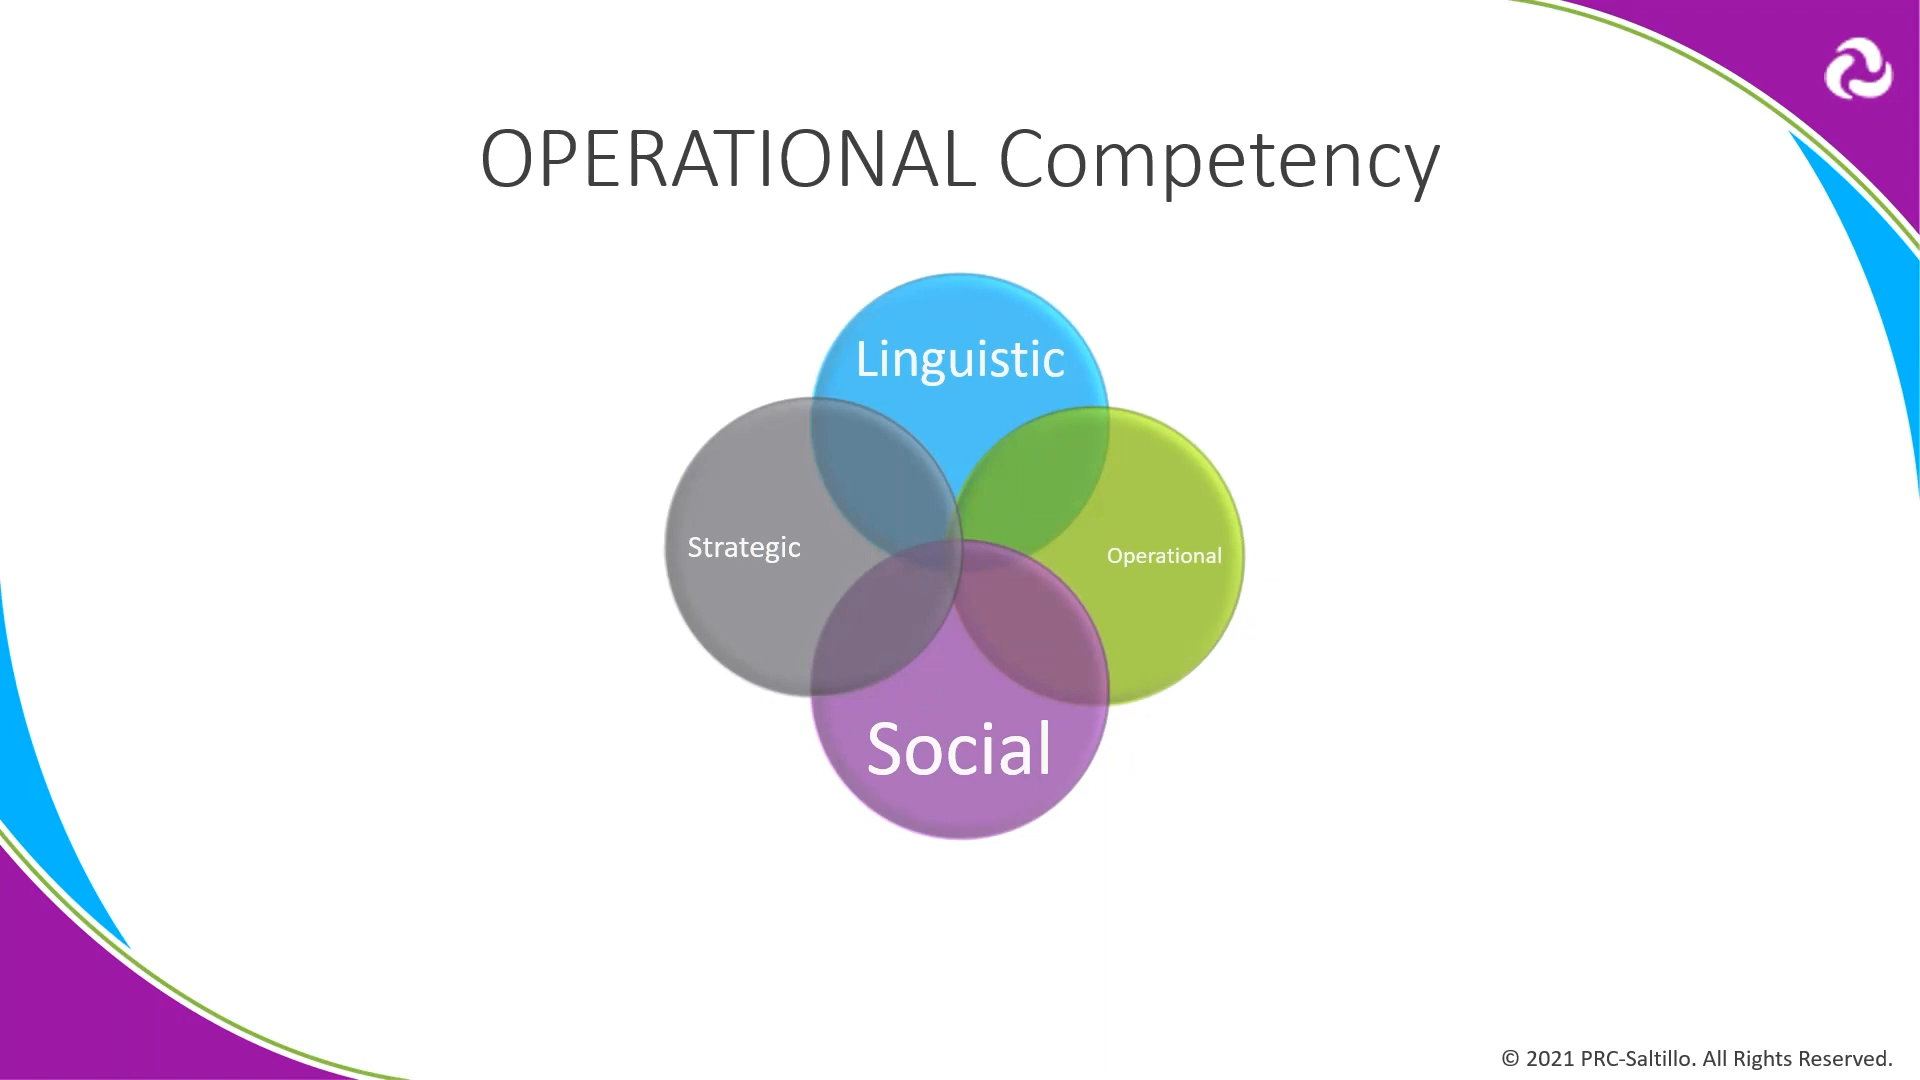 OPERATIONAL Competency
Linguistic
Strategic
Operational
Social
© 2021 PRC-Saltillo. All Rights Reserved.